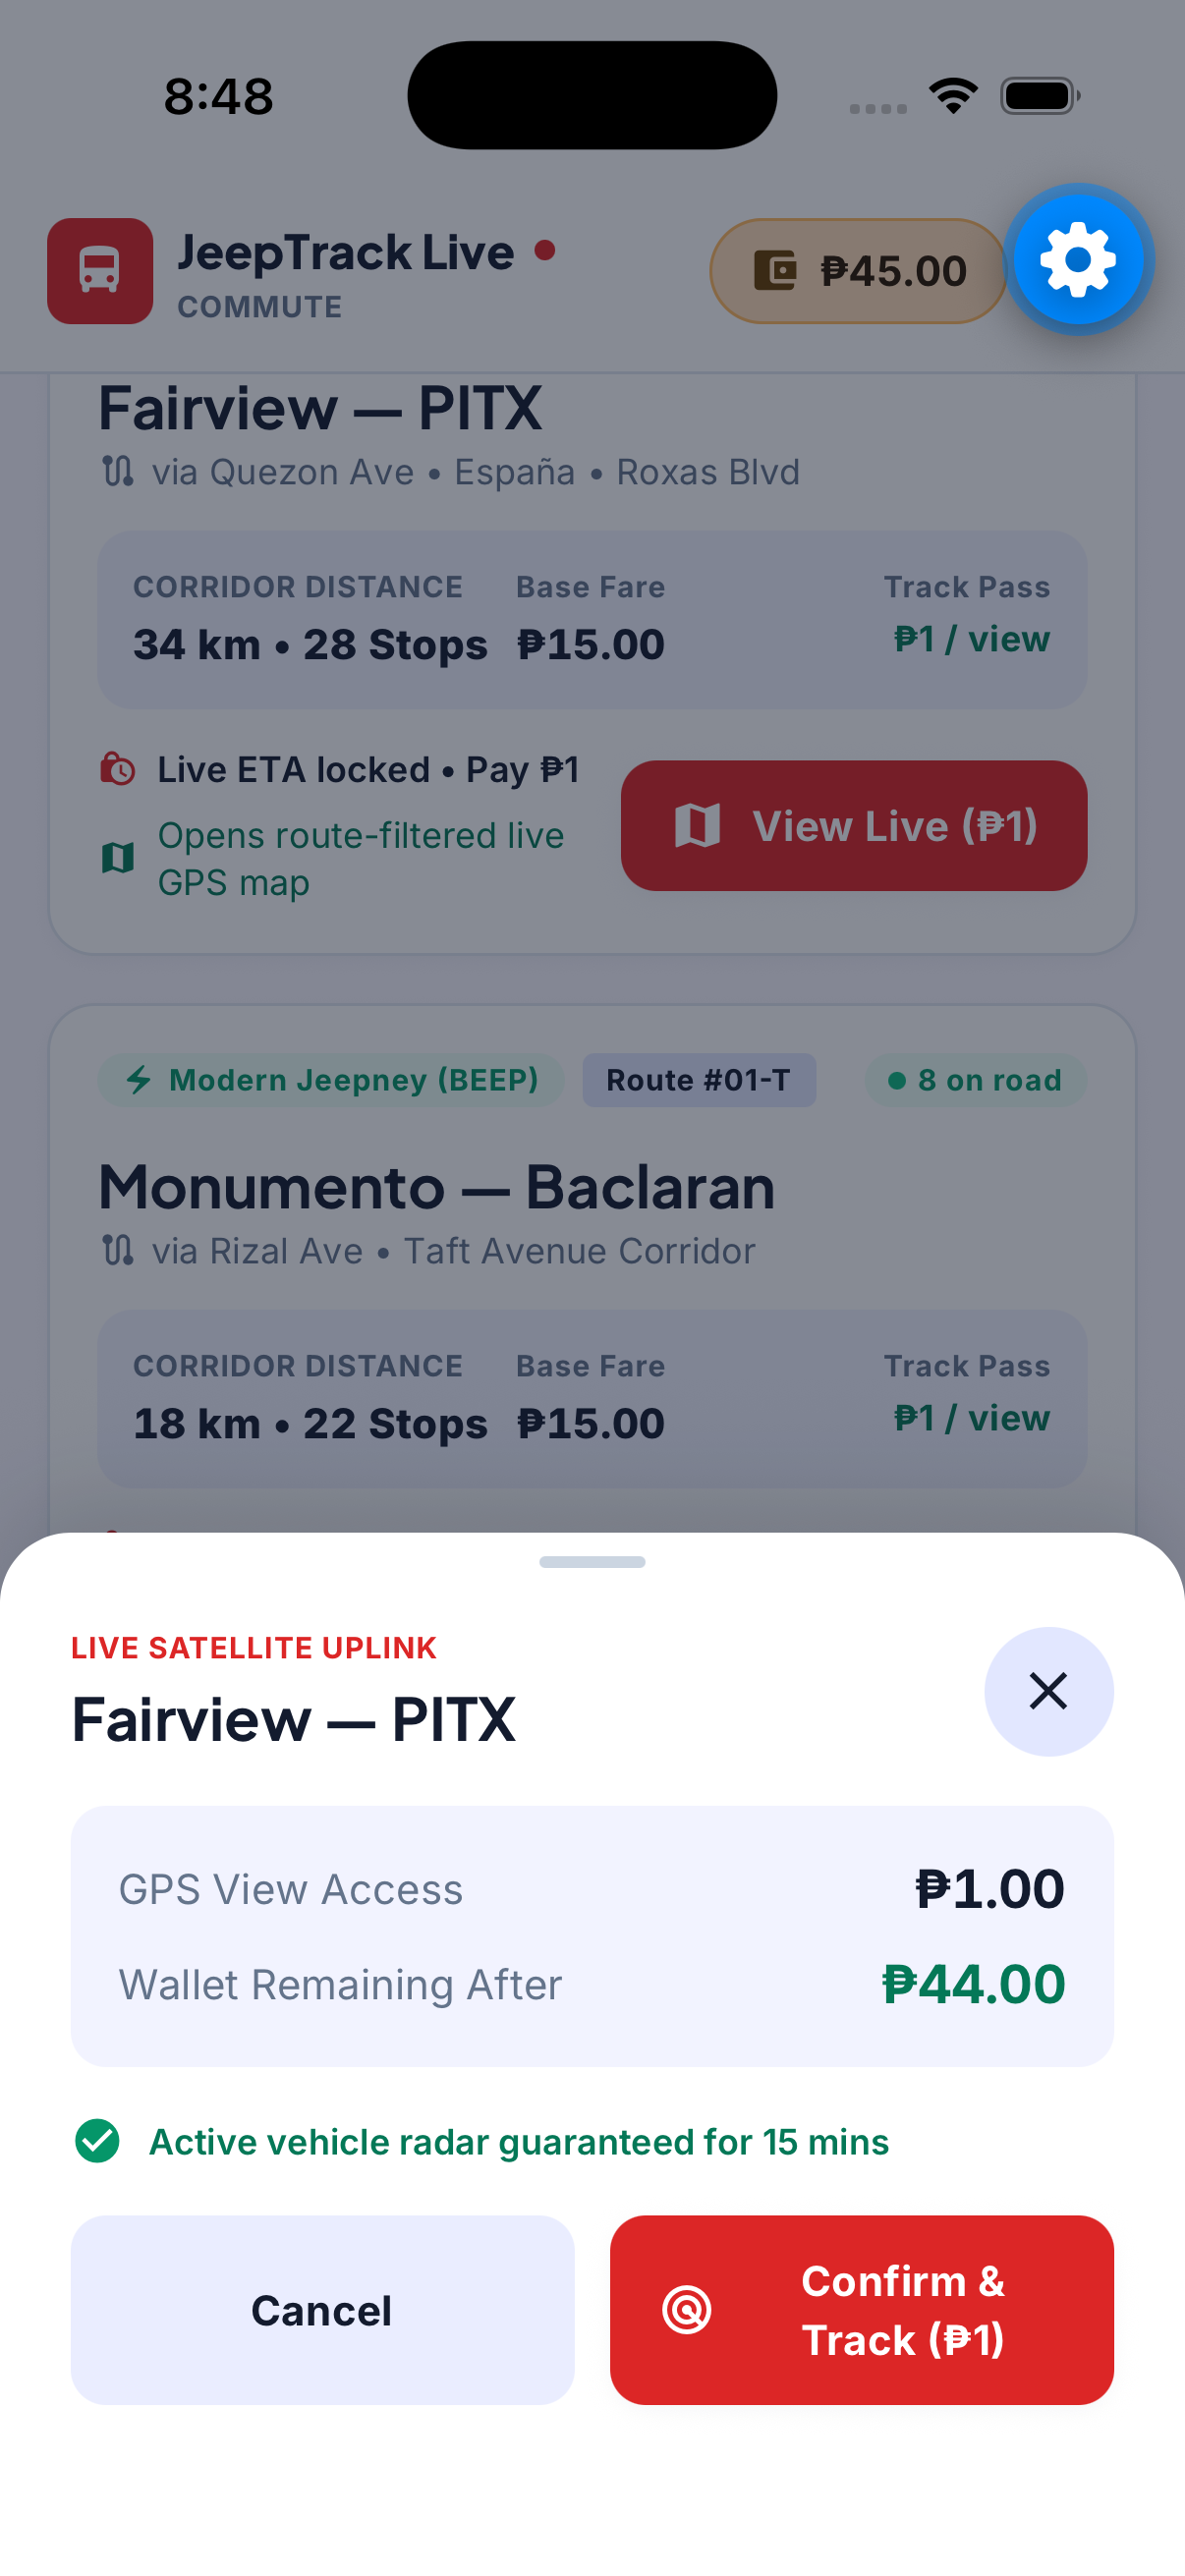 8:48
JeepTrack Live
COMMUTE
₱45.00
Fairview — PITX
via Quezon Ave • España • Roxas Blvd
CORRIDOR DISTANCE Base Fare Track Pass
34 km • 28 Stops ₱15.00 ₱1 / view
Live ETA locked • Pay ₱1
Opens route-filtered live
GPS map
View Live (₱1)
Modern Jeepney (BEEP) Route #01-T 8 on road
Monumento — Baclaran
via Rizal Ave • Taft Avenue Corridor
CORRIDOR DISTANCE Base Fare Track Pass
18 km • 22 Stops ₱15.00 ₱1 / view
LIVE SATELLITE UPLINK
Fairview — PITX
GPS View Access ₱1.00
Wallet Remaining After ₱44.00
Active vehicle radar guaranteed for 15 mins
Cancel
Confirm &
Track (₱1)